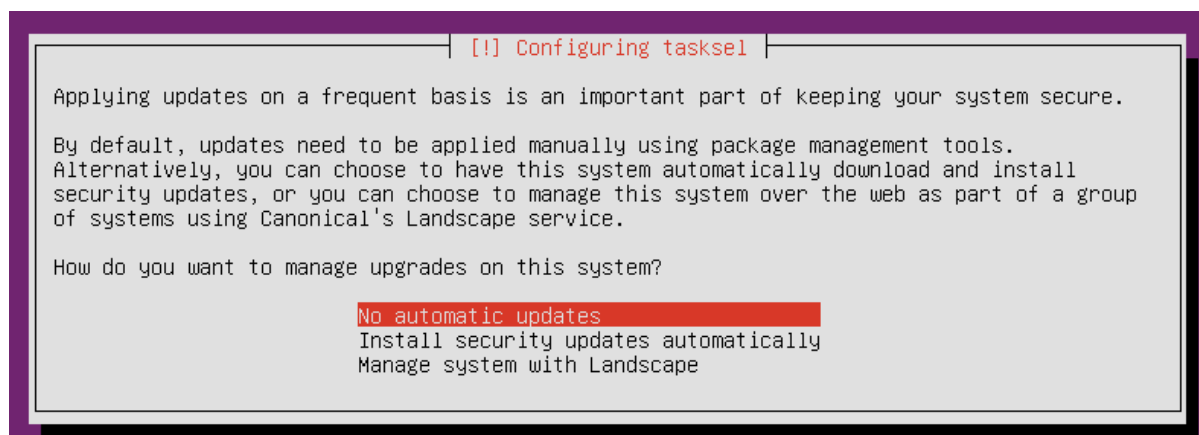 [!] Configuring tasksel
Applying updates on a frequent basis is an important part of keeping your system secure.
By default, updates need to be applied manually using package management tools.
Alternatively, you can choose to have this system automatically download and install
security updates, or you can choose to manage this system over the web as part of a group
of systems using Canonical's Landscape service.
How do you want to manage upgrades on this system?
No automatic updates
Install security updates automatically
Manage system with Landscape